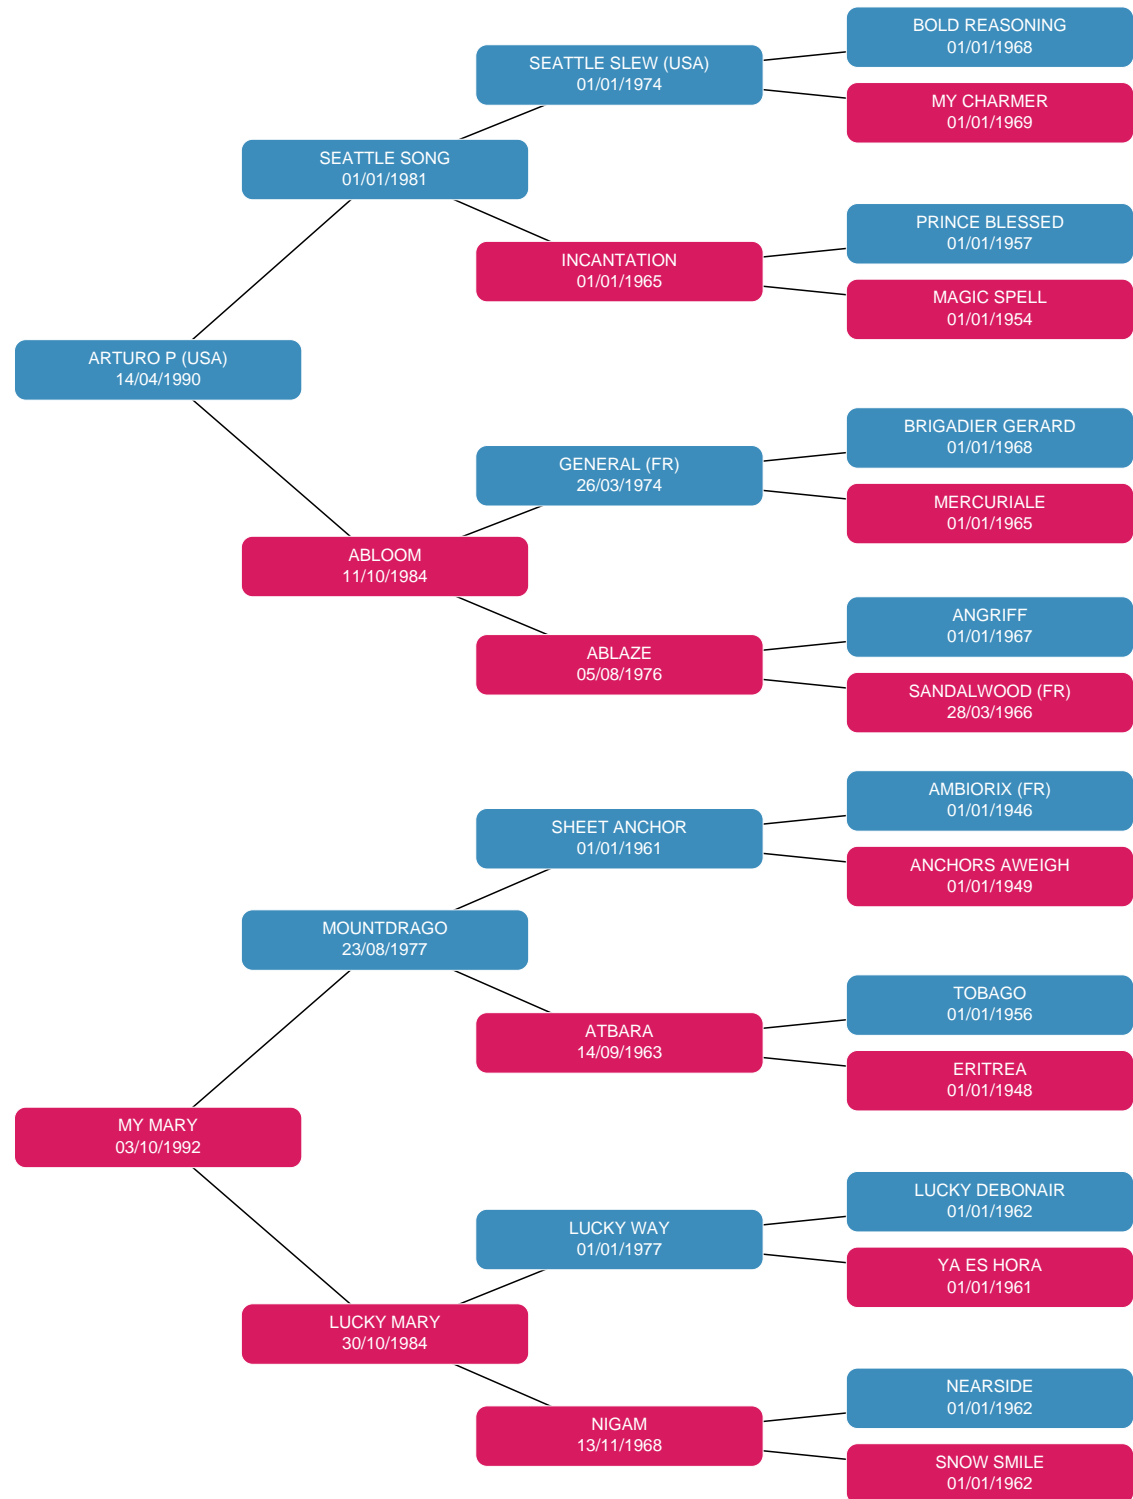 BOLD REASONING
01/01/1968
SEATTLE SLEW (USA)
01/01/1974
MY CHARMER
01/01/1969
SEATTLE SONG
01/01/1981
PRINCE BLESSED
01/01/1957
INCANTATION
01/01/1965
MAGIC SPELL
01/01/1954
ARTURO P (USA)
14/04/1990
BRIGADIER GERARD
01/01/1968
GENERAL (FR)
26/03/1974
MERCURIALE
01/01/1965
ABLOOM
11/10/1984
ANGRIFF
01/01/1967
ABLAZE
05/08/1976
SANDALWOOD (FR)
28/03/1966
AMBIORIX (FR)
01/01/1946
SHEET ANCHOR
01/01/1961
ANCHORS AWEIGH
01/01/1949
MOUNTDRAGO
23/08/1977
TOBAGO
01/01/1956
ATBARA
14/09/1963
ERITREA
01/01/1948
MY MARY
03/10/1992
LUCKY DEBONAIR
01/01/1962
LUCKY WAY
01/01/1977
YA ES HORA
01/01/1961
LUCKY MARY
30/10/1984
NEARSIDE
01/01/1962
NIGAM
13/11/1968
SNOW SMILE
01/01/1962